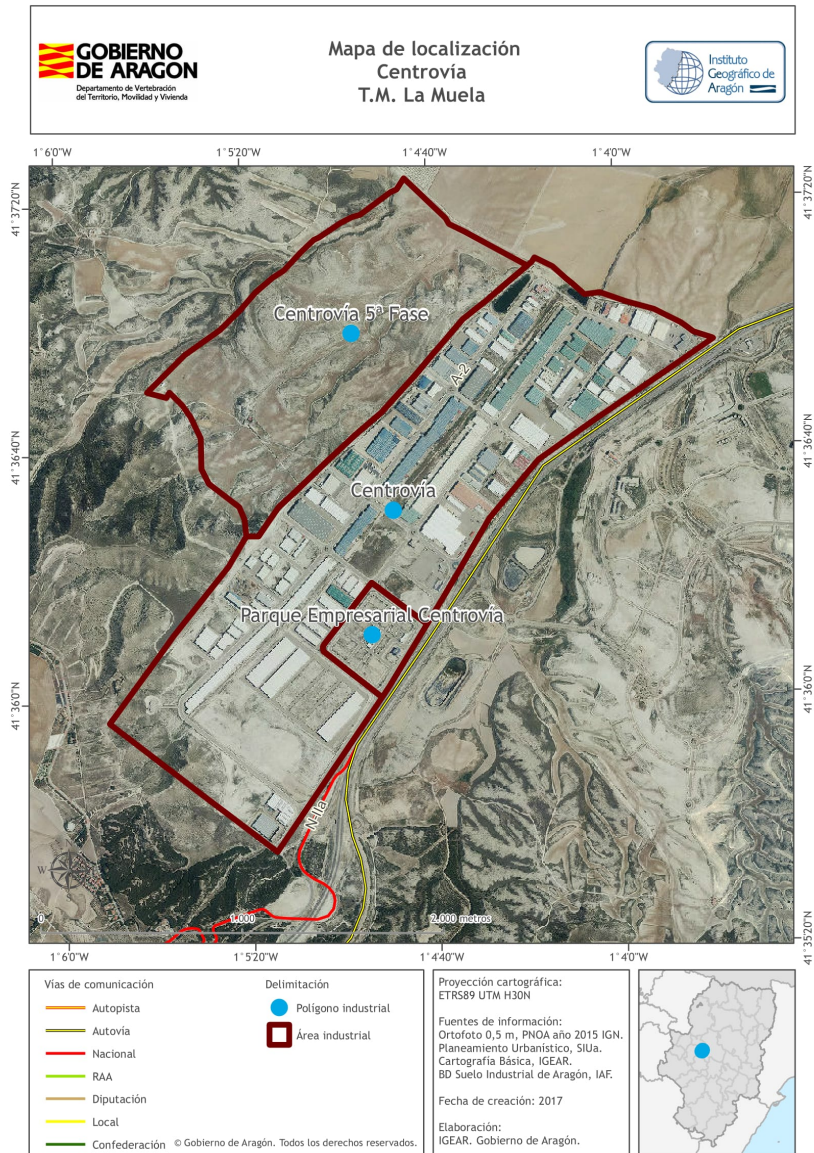 GOBIERNO
DE ARAGON
Departamento de Vertebración
del Territorio, Movilidad y Vivienda
Mapa de localización
Centrovía
T.M. La Muela
Instituto
Geográfico de
Aragón
1°6'0"W
1°5'20"W
1°4'40"W
1°4'0"W
41°37'20"N
41°37'20"N
Centrovía 5ª Fase
A-2
41°36'40"N
41°36'40"N
Centrovía
Parque Empresarial Centrovía
41°36'0"N
41°36'0"N
N-IIa
W
0
1.000
2.000 metros
41°35'20"N
1°6'0"W
1°5'20"W
1°4'40"W
1°4'0"W
Vías de comunicación
Autopista
Autovía
Nacional
RAA
Diputación
Local
Confederación
Delimitación
Polígono industrial
Área industrial
© Gobierno de Aragón. Todos los derechos reservados.
Proyección cartográfica:
ETRS89 UTM H30N
Fuentes de información:
Ortofoto 0,5 m, PNOA año 2015 IGN.
Planeamiento Urbanístico, SIUa.
Cartografía Básica, IGEAR.
BD Suelo Industrial de Aragón, IAF.
Fecha de creación: 2017
Elaboración:
IGEAR. Gobierno de Aragón.